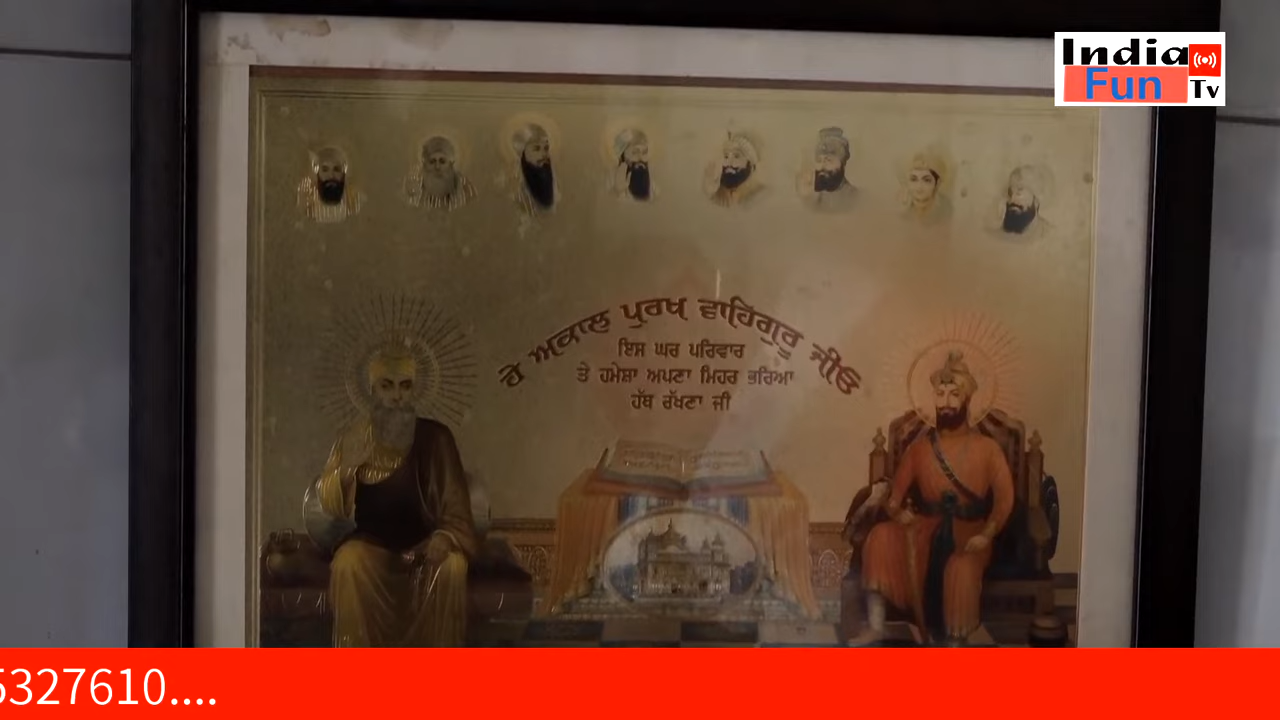 India
Fun Tv
ਹੇ ਅਕਾਲ ਪੁਰਖ ਵਾਹਿਗੁਰੂ ਜੀਓ
ਇਸ ਘਰ ਪਰਿਵਾਰ
ਤੇ ਹਮੇਸ਼ਾ ਅਪਣਾ ਮਿਹਰ ਭਰਿਆ
ਹੱਥ ਰੱਖਣਾ ਜੀ
5327610....